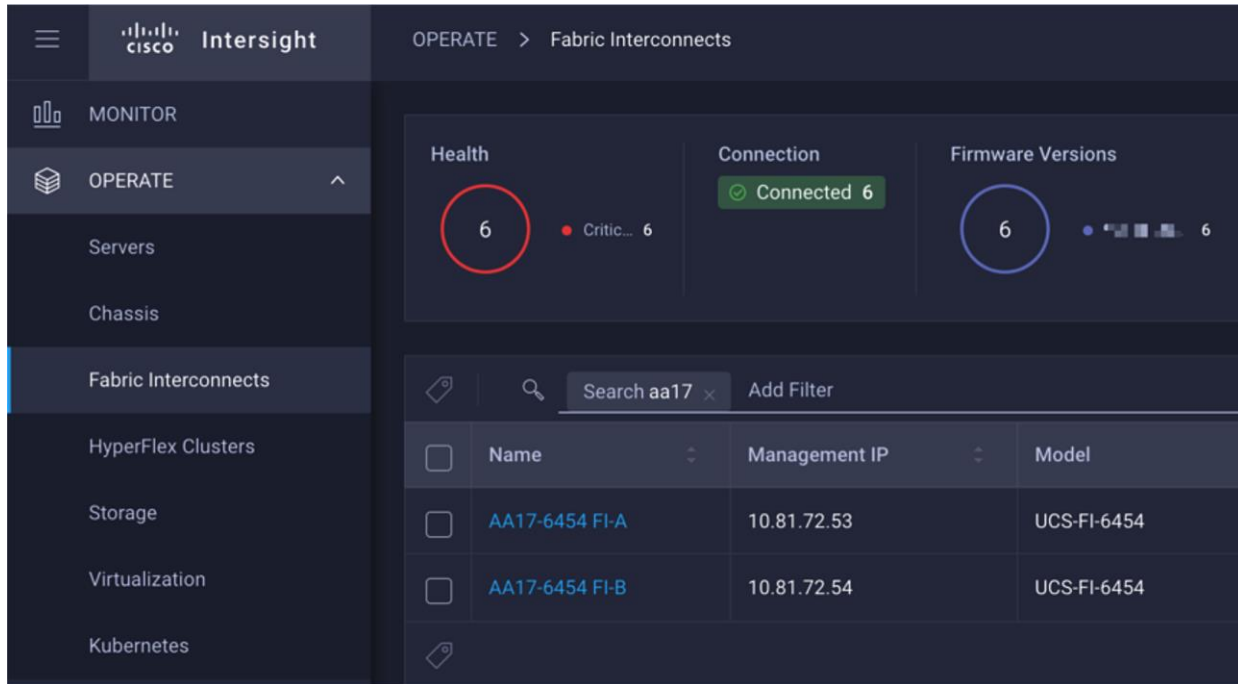 cisco Intersight
OPERATE > Fabric Interconnects
MONITOR
OPERATE
Servers
Chassis
Fabric Interconnects
HyperFlex Clusters
Storage
Virtualization
Kubernetes
Health
6
Critic... 6
Connection
Connected 6
Firmware Versions
6
6
Search aa17 × Add Filter
Name Management IP Model
AA17-6454 FI-A 10.81.72.53 UCS-FI-6454
AA17-6454 FI-B 10.81.72.54 UCS-FI-6454